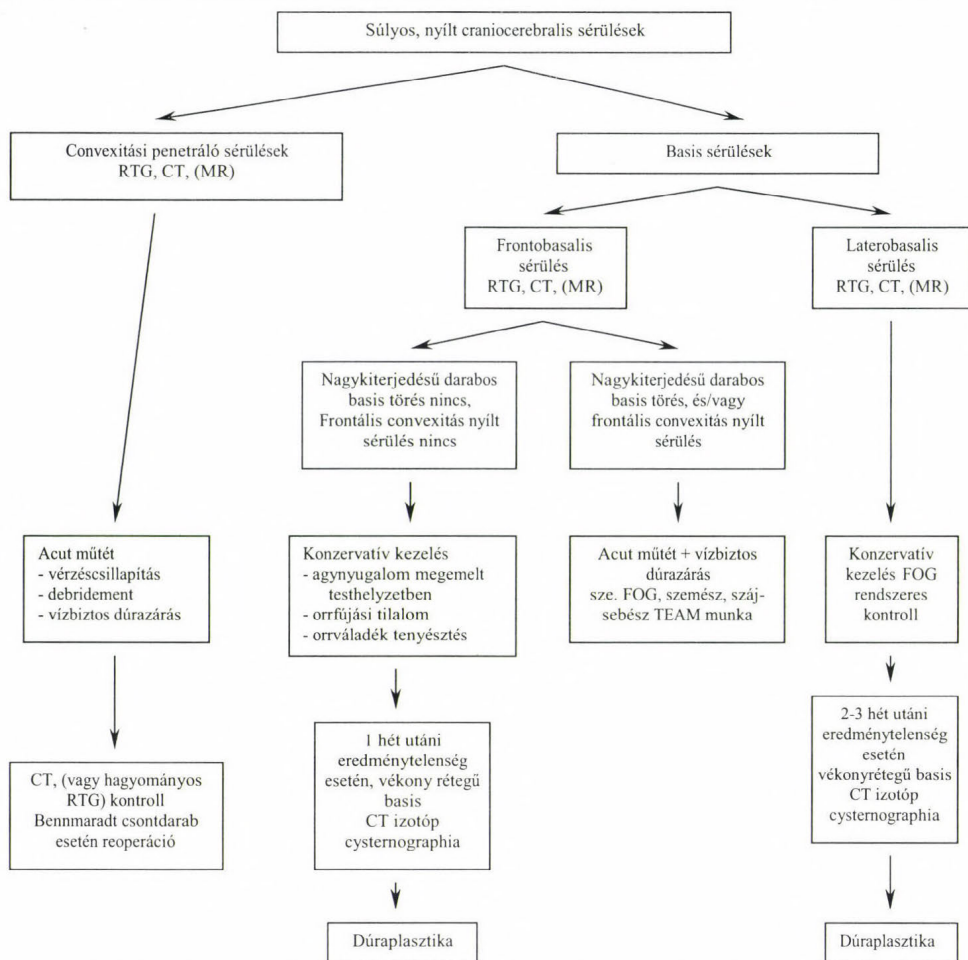 Súlyos, nyílt craniocerebralis sérülések
Convexitási penetráló sérülések
RTG, CT, (MR)
Basis sérülések
Frontobasalis
sérülés
RTG, CT, (MR)
Laterobasalis
sérülés
RTG, CT, (MR)
Nagykiterjedésű darabos
basis törés nincs,
Frontális convexitás nyílt
sérülés nincs
Nagykiterjedésű darabos
basis törés, és/vagy
frontális convexitás nyílt
sérülés
Acut műtét
- vérzéscsillapítás
- debridement
- vízbiztos dúrazárás
Konzervatív kezelés
- agynyugalom megemelt
testhelyzetben
- orrfújási tilalom
- orrváladék tenyésztés
Acut műtét + vízbiztos
dúrazárás
sze. FOG, szemész, száj-
sebész TEAM munka
Konzervatív
kezelés FOG
rendszeres
kontroll
CT, (vagy hagyományos
RTG) kontroll
Bennmaradt csontdarab
esetén reoperáció
1 hét utáni
eredménytelenség
esetén, vékony rétegű
basis
CT izotóp
cysternographia
2-3 hét utáni
eredménytelenség
esetén
vékonyrétegű basis
CT izotóp
cysternographia
Dúraplasztika
Dúraplasztika